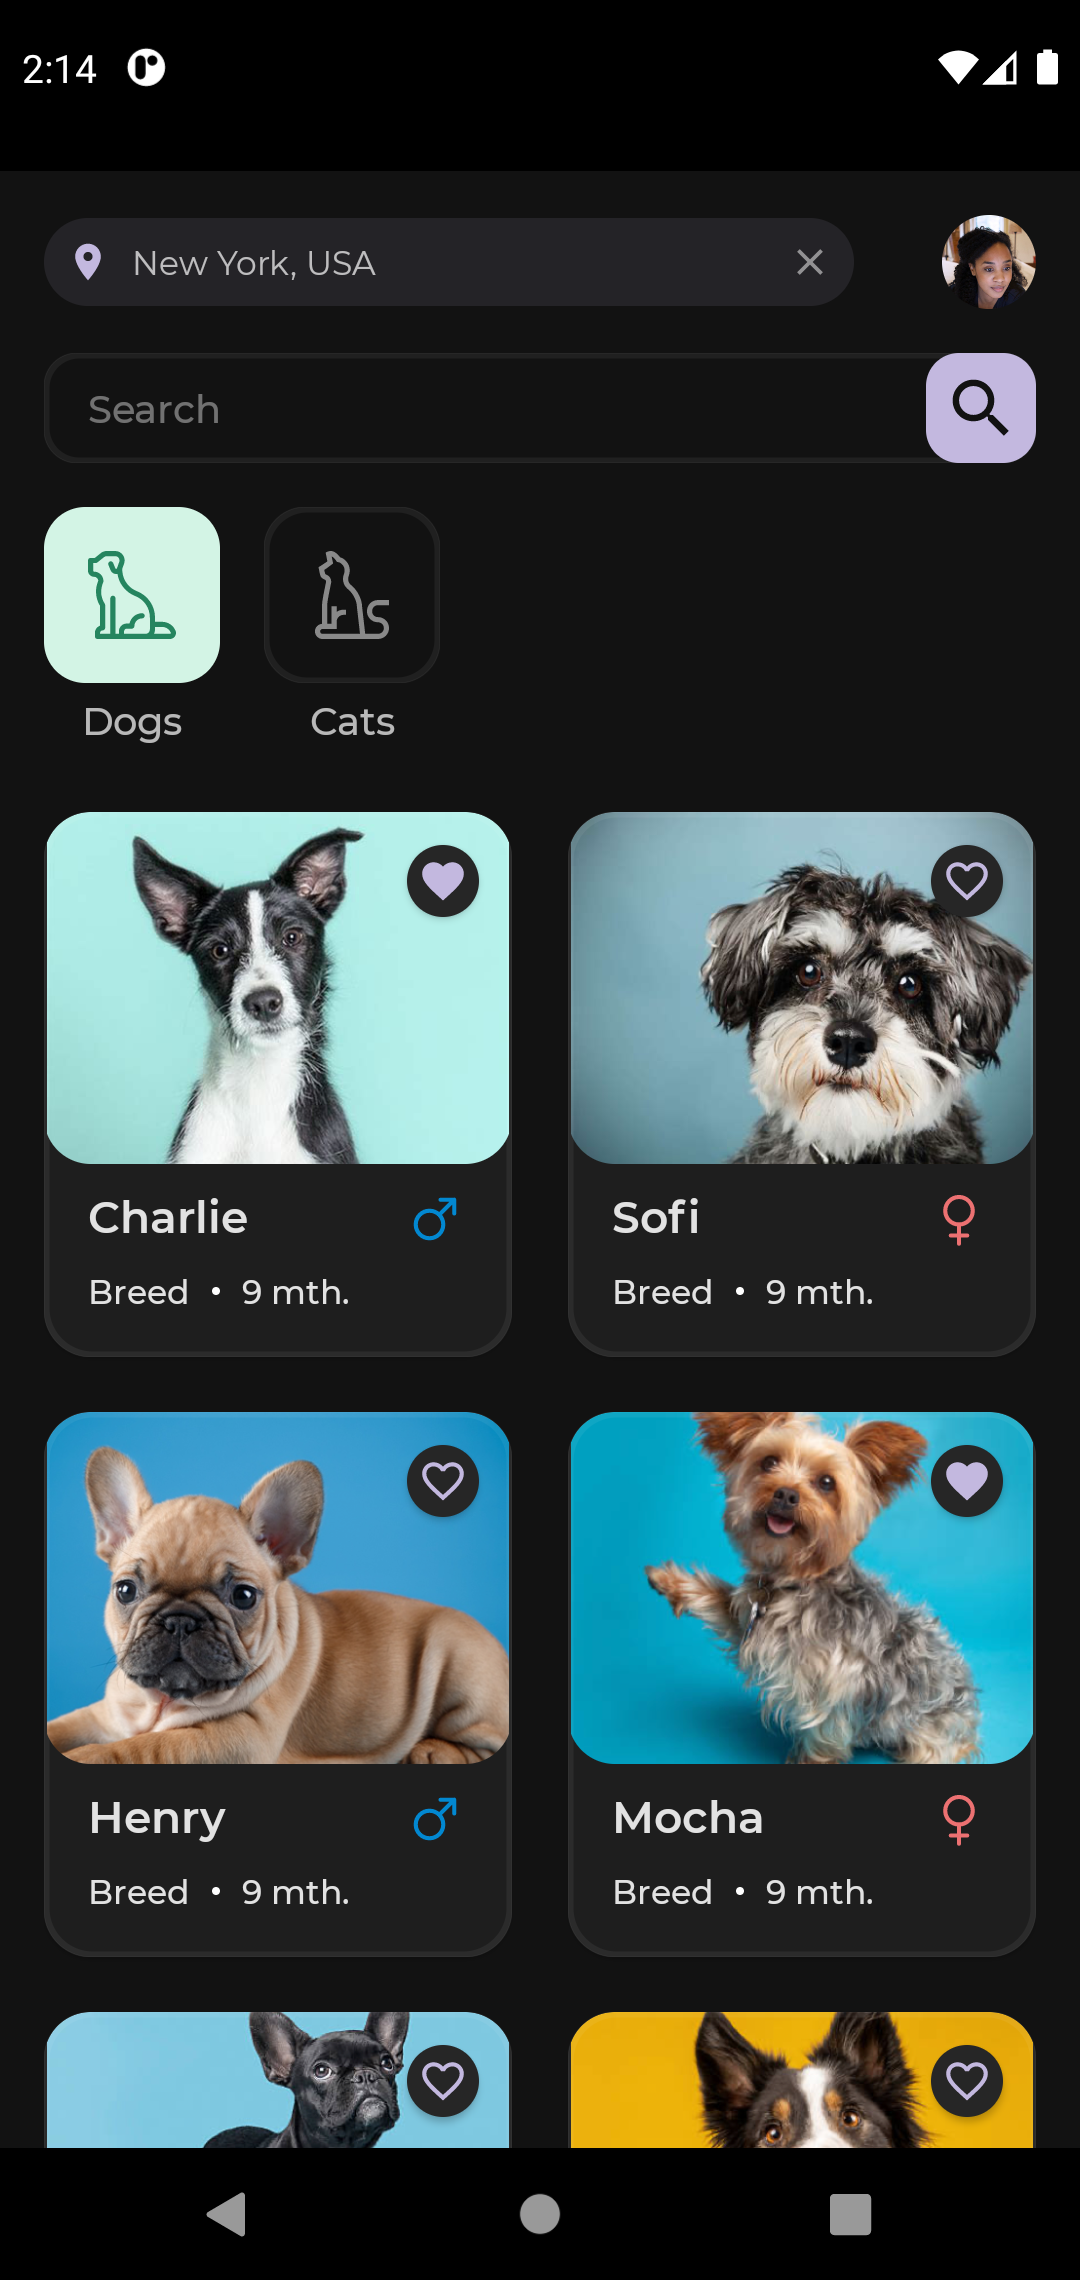 2:14
New York, USA
Search
Dogs
Cats
Charlie
Breed • 9 mth.
Sofi
Breed • 9 mth.
Henry
Breed • 9 mth.
Mocha
Breed • 9 mth.